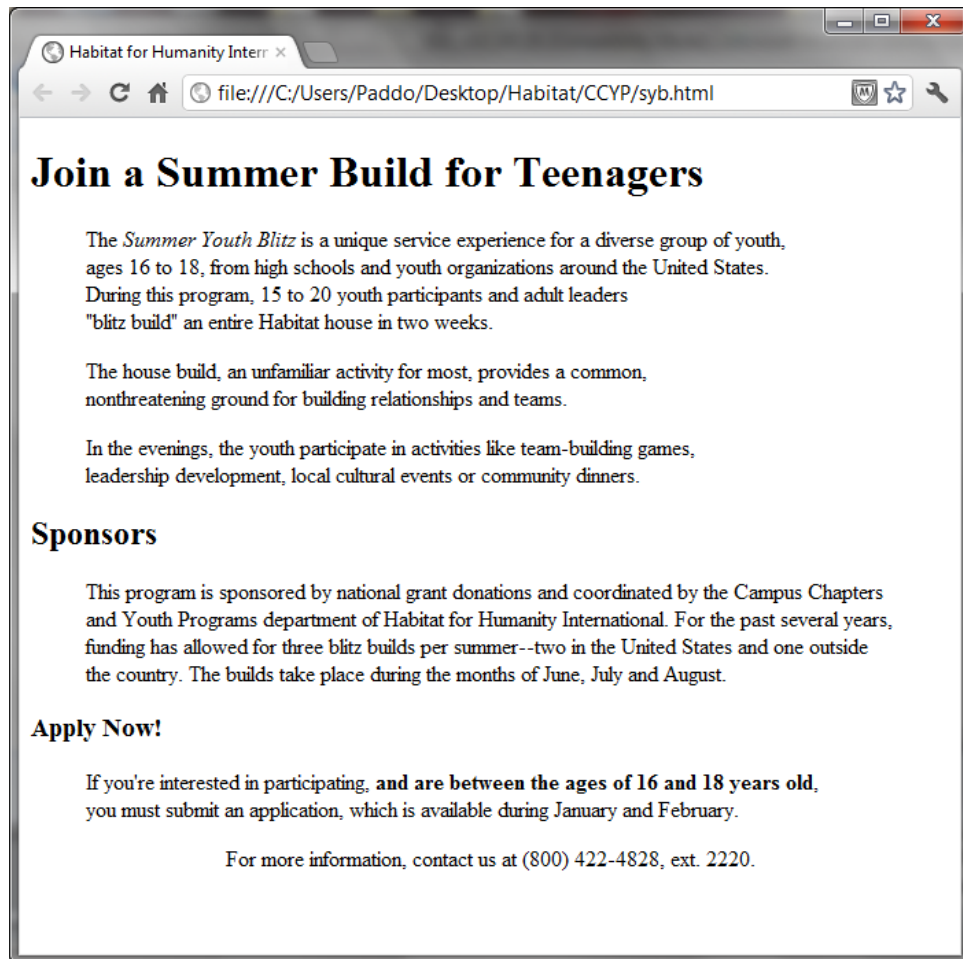 Habitat for Humanity Interr
file:///C:/Users/Paddo/Desktop/Habitat/CCYP/syb.html
Join a Summer Build for Teenagers
The Summer Youth Blitz is a unique service experience for a diverse group of youth,
ages 16 to 18, from high schools and youth organizations around the United States.
During this program, 15 to 20 youth participants and adult leaders
"blitz build" an entire Habitat house in two weeks.
The house build, an unfamiliar activity for most, provides a common,
nonthreatening ground for building relationships and teams.
In the evenings, the youth participate in activities like team-building games,
leadership development, local cultural events or community dinners.
Sponsors
This program is sponsored by national grant donations and coordinated by the Campus Chapters
and Youth Programs department of Habitat for Humanity International. For the past several years,
funding has allowed for three blitz builds per summer--two in the United States and one outside
the country. The builds take place during the months of June, July and August.
Apply Now!
If you're interested in participating, and are between the ages of 16 and 18 years old,
you must submit an application, which is available during January and February.
For more information, contact us at (800) 422-4828, ext. 2220.